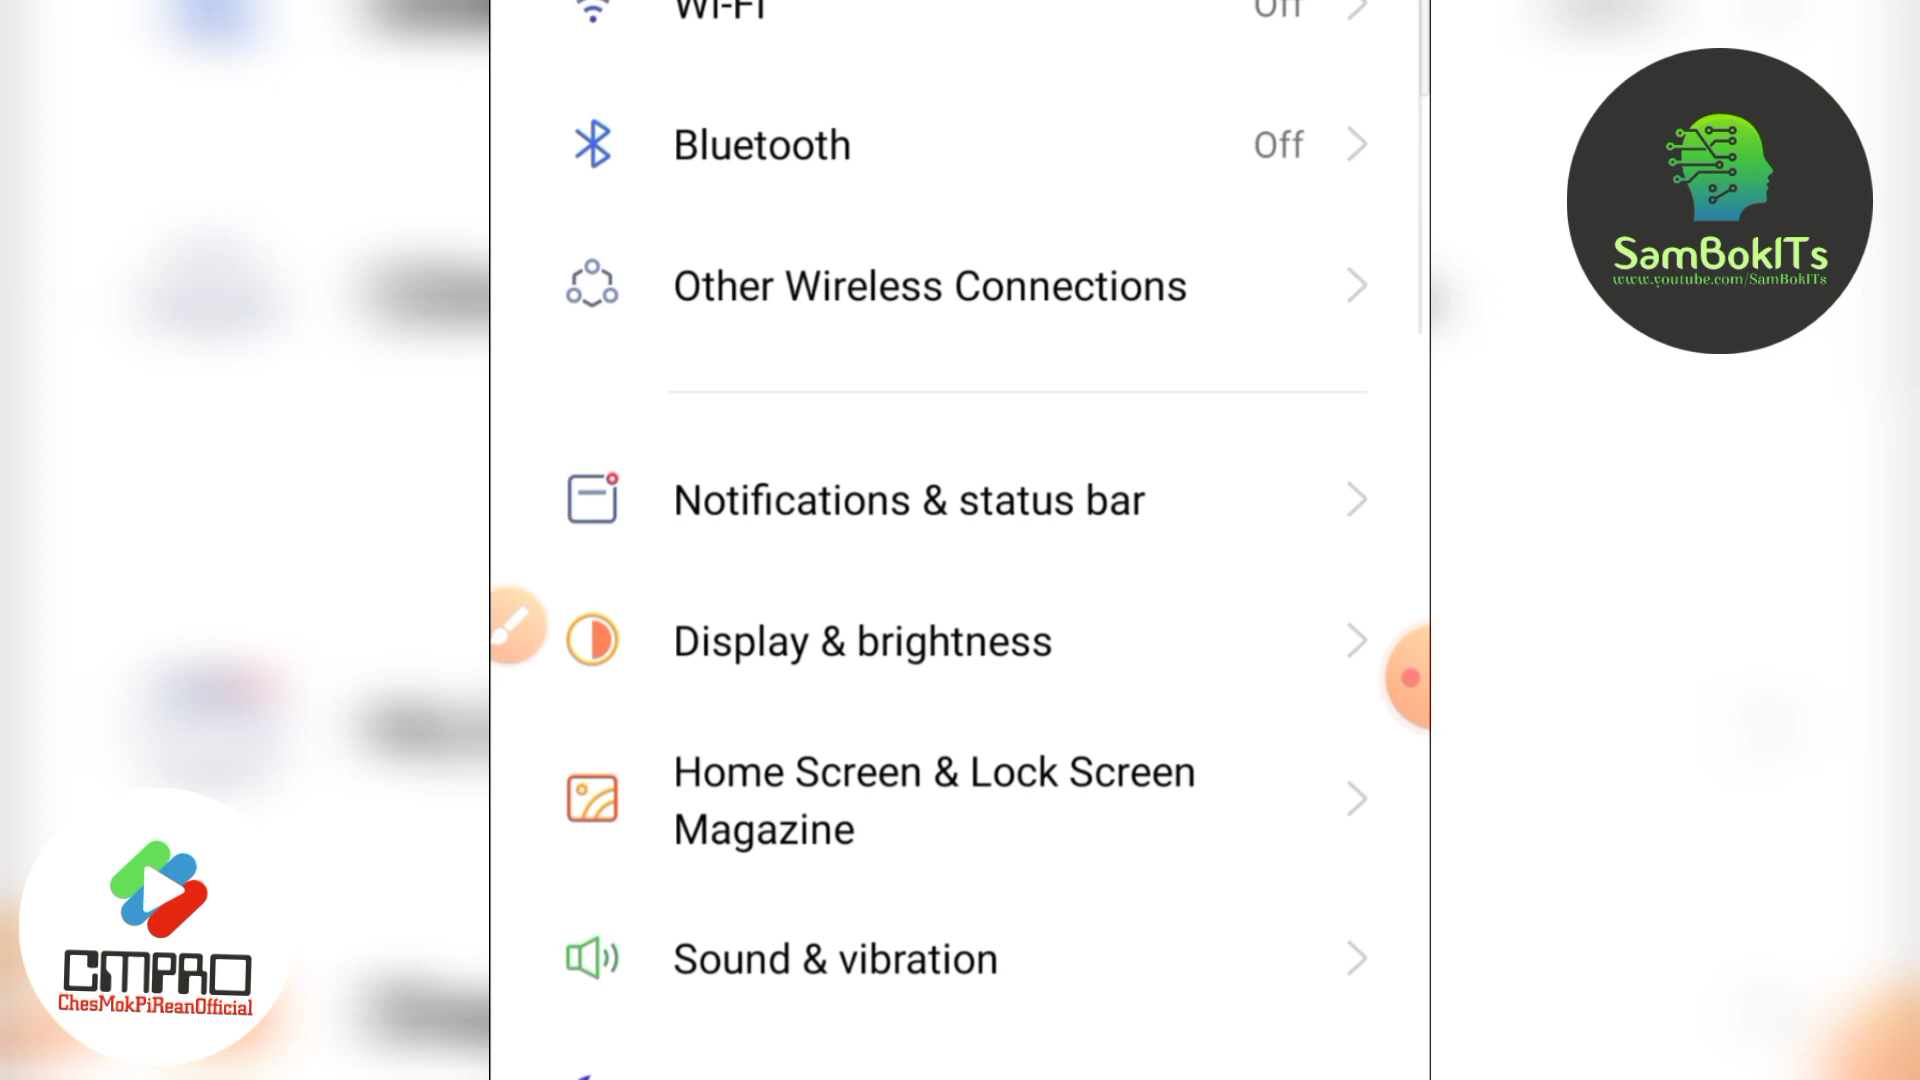 Wi-Fi Off
Bluetooth Off
Other Wireless Connections
Notifications & status bar
Display & brightness
Home Screen & Lock Screen
Magazine
Sound & vibration
SamBokITs
www.youtube.com/SamBokITs
CMPRO
ChesMokPiReanOfficial